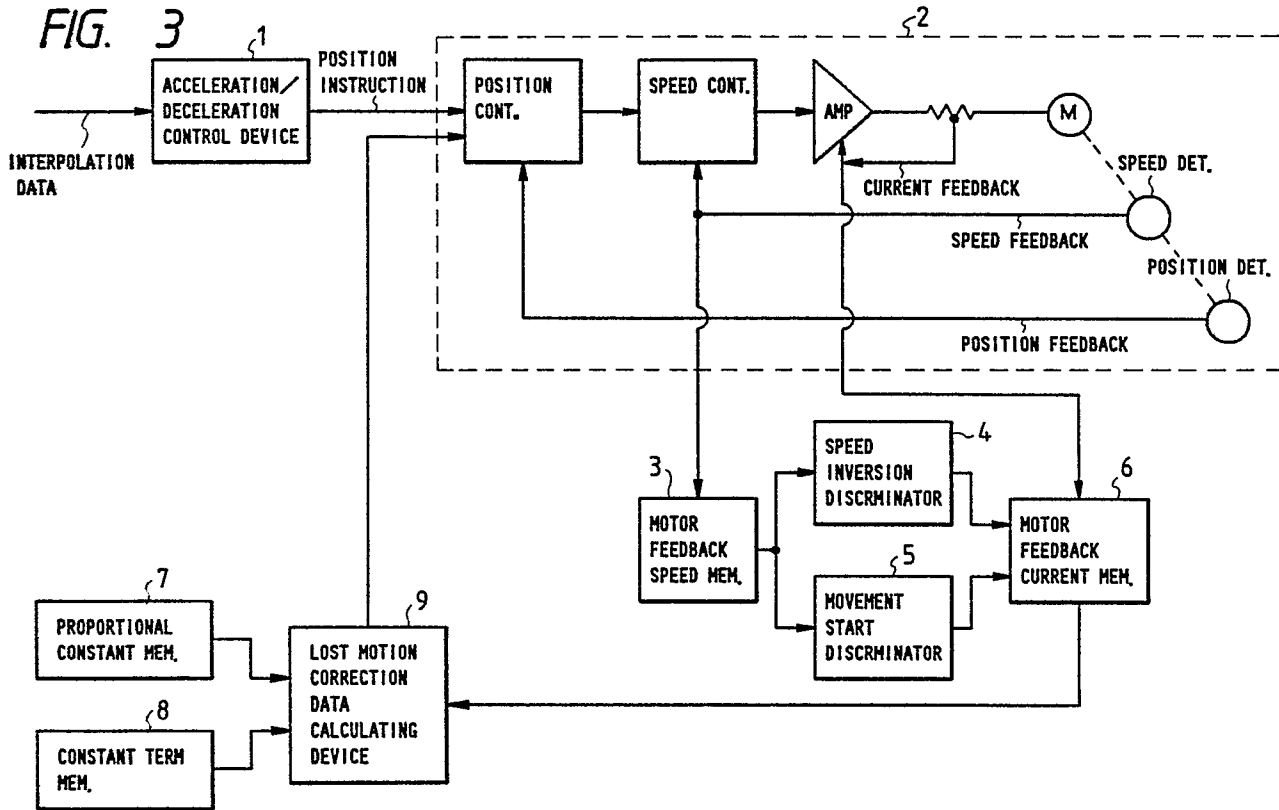 FIG. 3
1
ACCELERATION/
DECELERATION
CONTROL DEVICE
INTERPOLATION
DATA
POSITION
INSTRUCTION
2
POSITION
CONT.
SPEED CONT.
AMP
M
CURRENT FEEDBACK
SPEED DET.
SPEED FEEDBACK
POSITION DET.
POSITION FEEDBACK
3
MOTOR
FEEDBACK
SPEED MEM.
4
SPEED
INVERSION
DISCRMINATOR
5
MOVEMENT
START
DISCRMINATOR
6
MOTOR
FEEDBACK
CURRENT MEM.
7
PROPORTIONAL
CONSTANT MEM.
8
CONSTANT TERM
MEM.
9
LOST MOTION
CORRECTION
DATA
CALCULATING
DEVICE